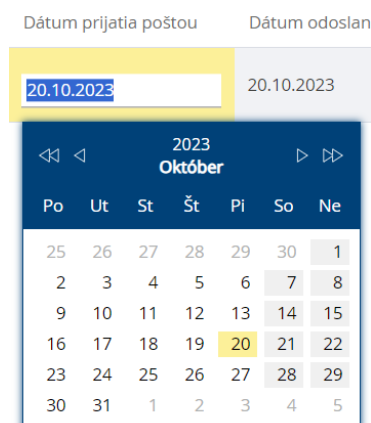 Dátum prijatia poštou Dátum odoslan
20.10.2023 20.10.2023
2023
Október
Po Ut St Št Pi So Ne
25 26 27 28 29 30 1
2 3 4 5 6 7 8
9 10 11 12 13 14 15
16 17 18 19 20 21 22
23 24 25 26 27 28 29
30 31 1 2 3 4 5